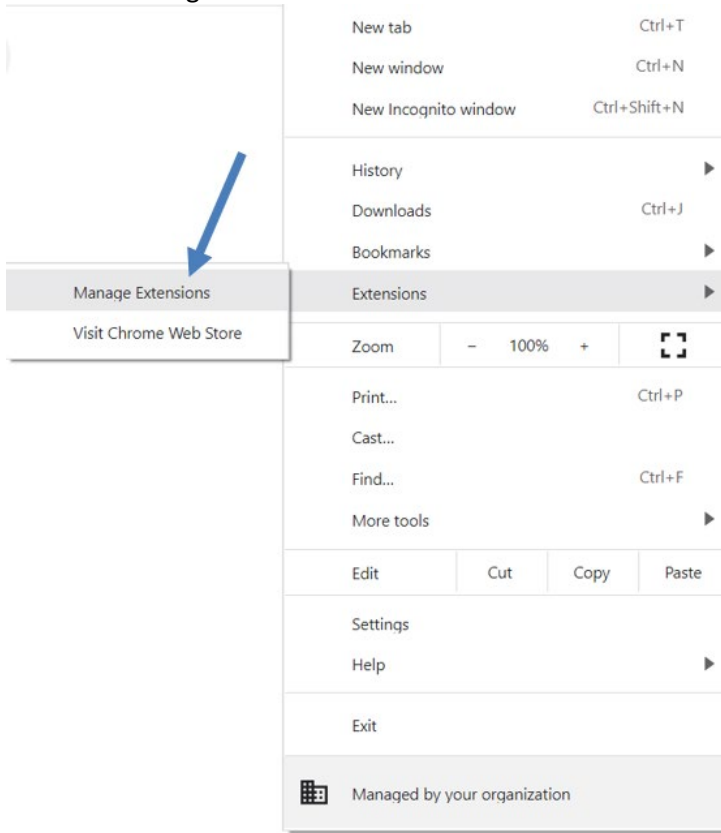 New tab Ctrl+T
New window Ctrl+N
New Incognito window Ctrl+Shift+N
History
Downloads Ctrl+J
Bookmarks
Manage Extensions
Extensions
Visit Chrome Web Store
Zoom - 100% +
Print... Ctrl+P
Cast...
Find... Ctrl+F
More tools
Edit Cut Copy Paste
Settings
Help
Exit
Managed by your organization